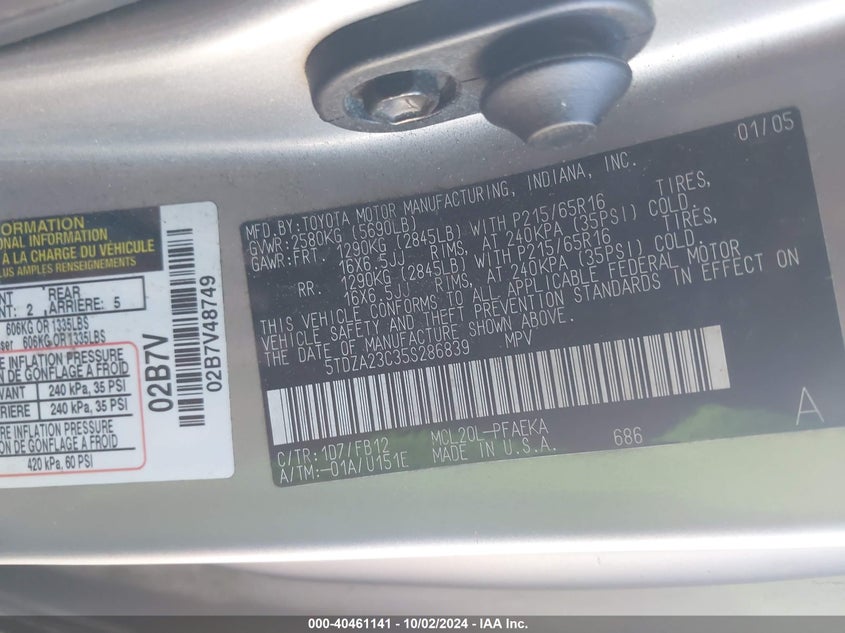 01/05
MFD.BY:TOYOTA MOTOR MANUFACTURING, INDIANA, INC.
GVWR:2580KG (5690LB)
GAWR:FRT. 1290KG (2845LB) WITH P215/65R16 TIRES,
16X6.5JJ RIMS, AT 240KPA (35PSI) COLD.
RR. 1290KG (2845LB) WITH P215/65R16 TIRES,
16X6.5JJ RIMS, AT 240KPA (35PSI) COLD.
THIS VEHICLE CONFORMS TO ALL APPLICABLE FEDERAL MOTOR
VEHICLE SAFETY AND THEFT PREVENTION STANDARDS IN EFFECT ON
THE DATE OF MANUFACTURE SHOWN ABOVE.
5TDZA23C35S286839 MPV
C/TR: 1D7/FB12 MCL20L-PFAEKA 686
A/TM:-01A/U151E MADE IN U.S.A.
A
INFORMATION
À LA CHARGE DU VÉHICULE
PLUS AMPLES RENSEIGNEMENTS
2 REAR
ARRIÈRE: 5
606KG OR 1335LBS
606KG OR 1335LBS
INFLATION PRESSURE
DE GONFLAGE À FROID
240 kPa, 35 PSI
240 kPa, 35 PSI
INFLATION PRESSURE
DE GONFLAGE À FROID
420 kPa, 60 PSI
02B7V
02B7V48749
000-40461141 - 10/02/2024 - IAA Inc.